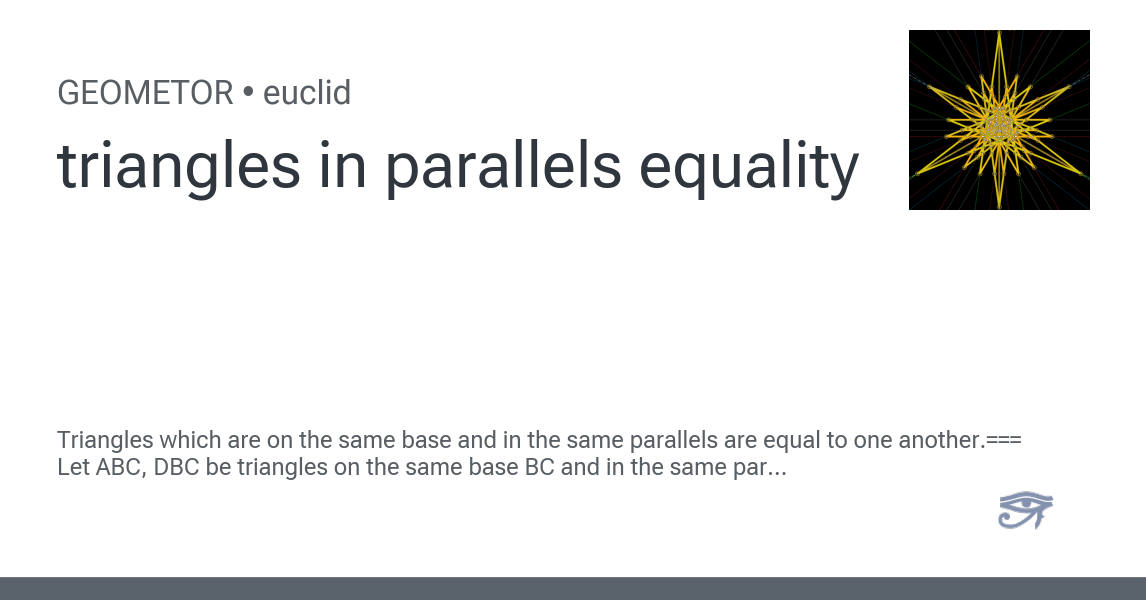 GEOMETOR • euclid
triangles in parallels equality
Triangles which are on the same base and in the same parallels are equal to one another.===
Let ABC, DBC be triangles on the same base BC and in the same par...